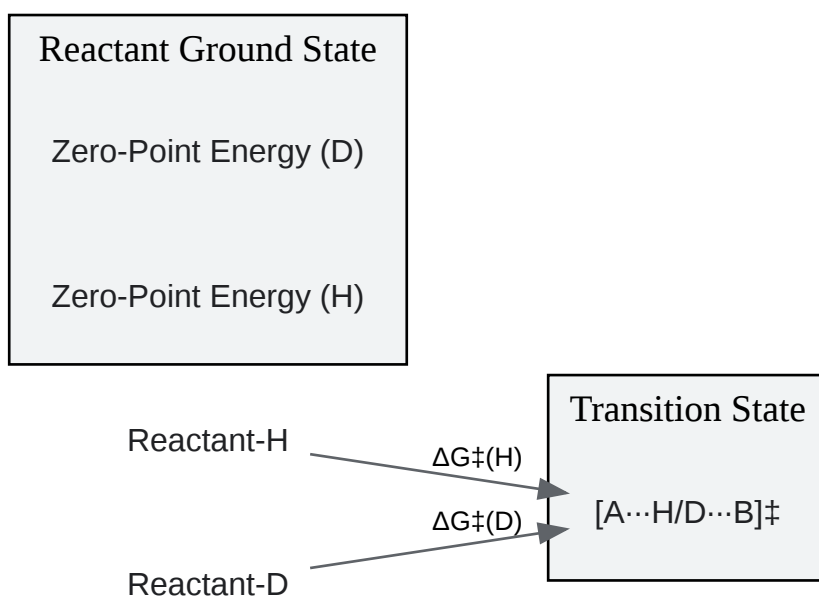 Reactant Ground State
Zero-Point Energy (D)
Zero-Point Energy (H)
Transition State
Reactant-H
ΔG‡(H)
[A···H/D···B]‡
ΔG‡(D)
Reactant-D